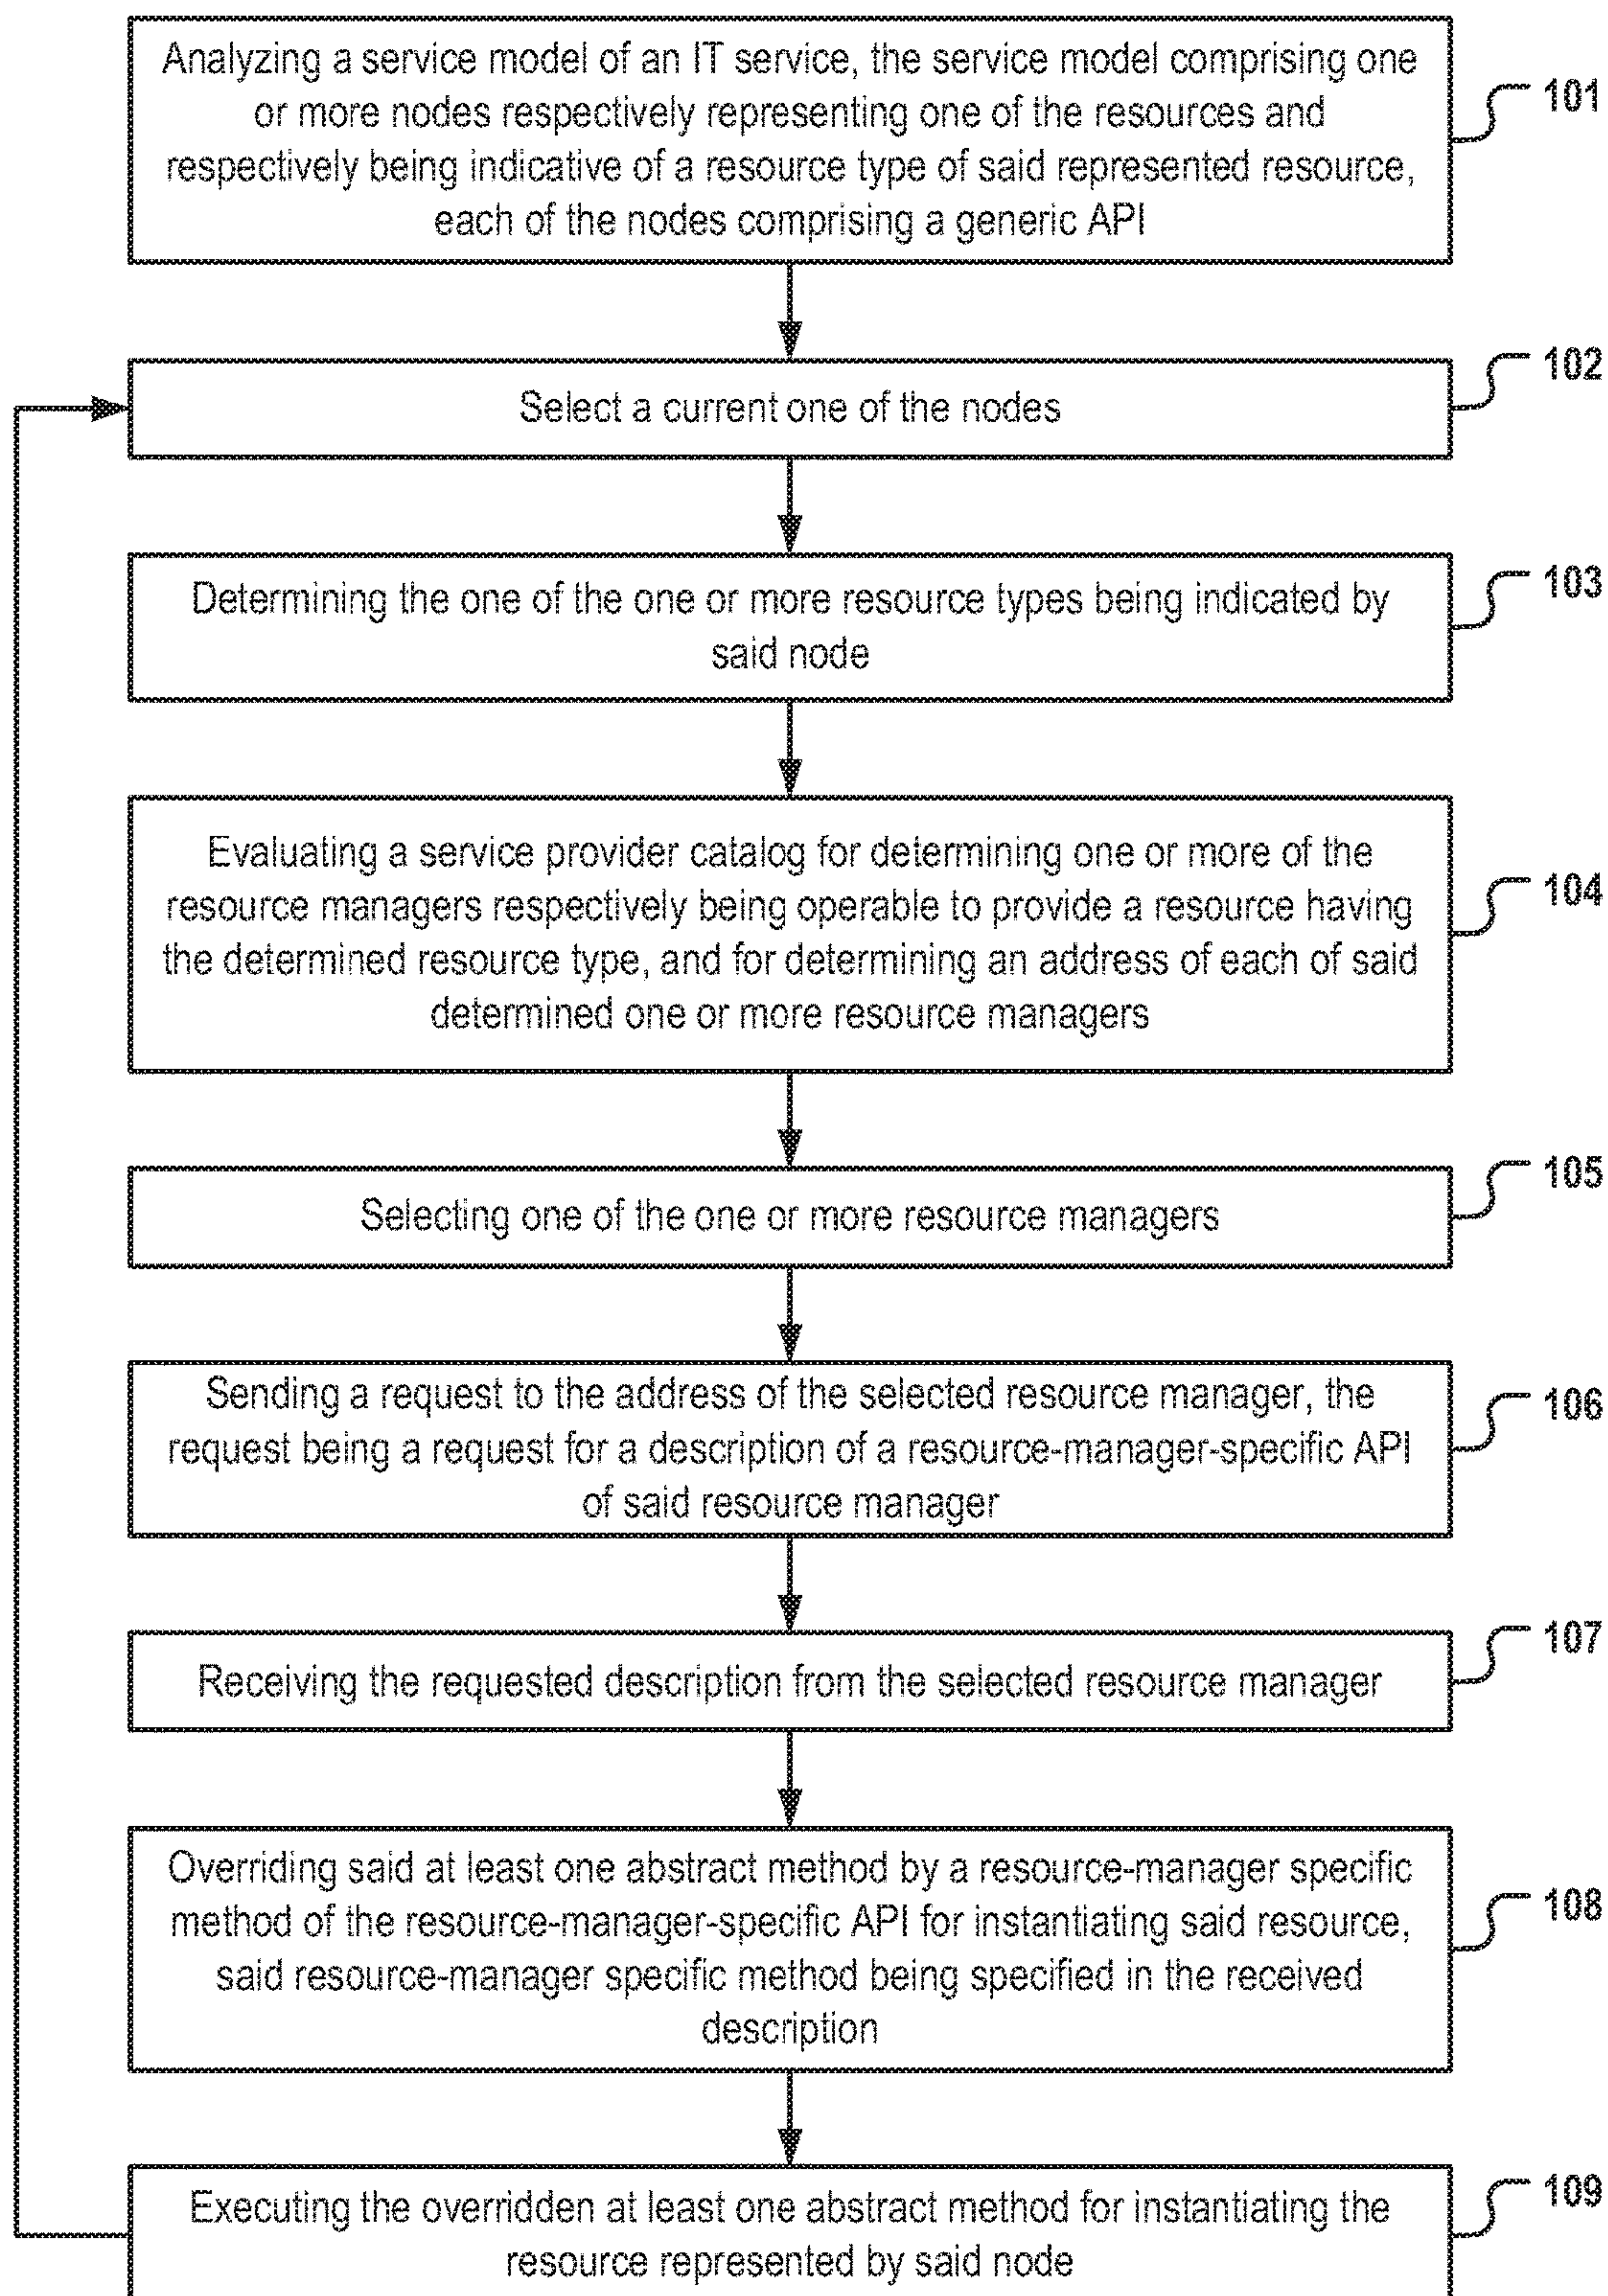 Analyzing a service model of an IT service, the service model comprising one
or more nodes respectively representing one of the resources and
respectively being indicative of a resource type of said represented resource,
each of the nodes comprising a generic API
101
Select a current one of the nodes
102
Determining the one of the one or more resource types being indicated by
said node
103
Evaluating a service provider catalog for determining one or more of the
resource managers respectively being operable to provide a resource having
the determined resource type, and for determining an address of each of said
determined one or more resource managers
104
Selecting one of the one or more resource managers
105
Sending a request to the address of the selected resource manager, the
request being a request for a description of a resource-manager-specific API
of said resource manager
106
Receiving the requested description from the selected resource manager
107
Overriding said at least one abstract method by a resource-manager specific
method of the resource-manager-specific API for instantiating said resource,
said resource-manager specific method being specified in the received
description
108
Executing the overridden at least one abstract method for instantiating the
resource represented by said node
109